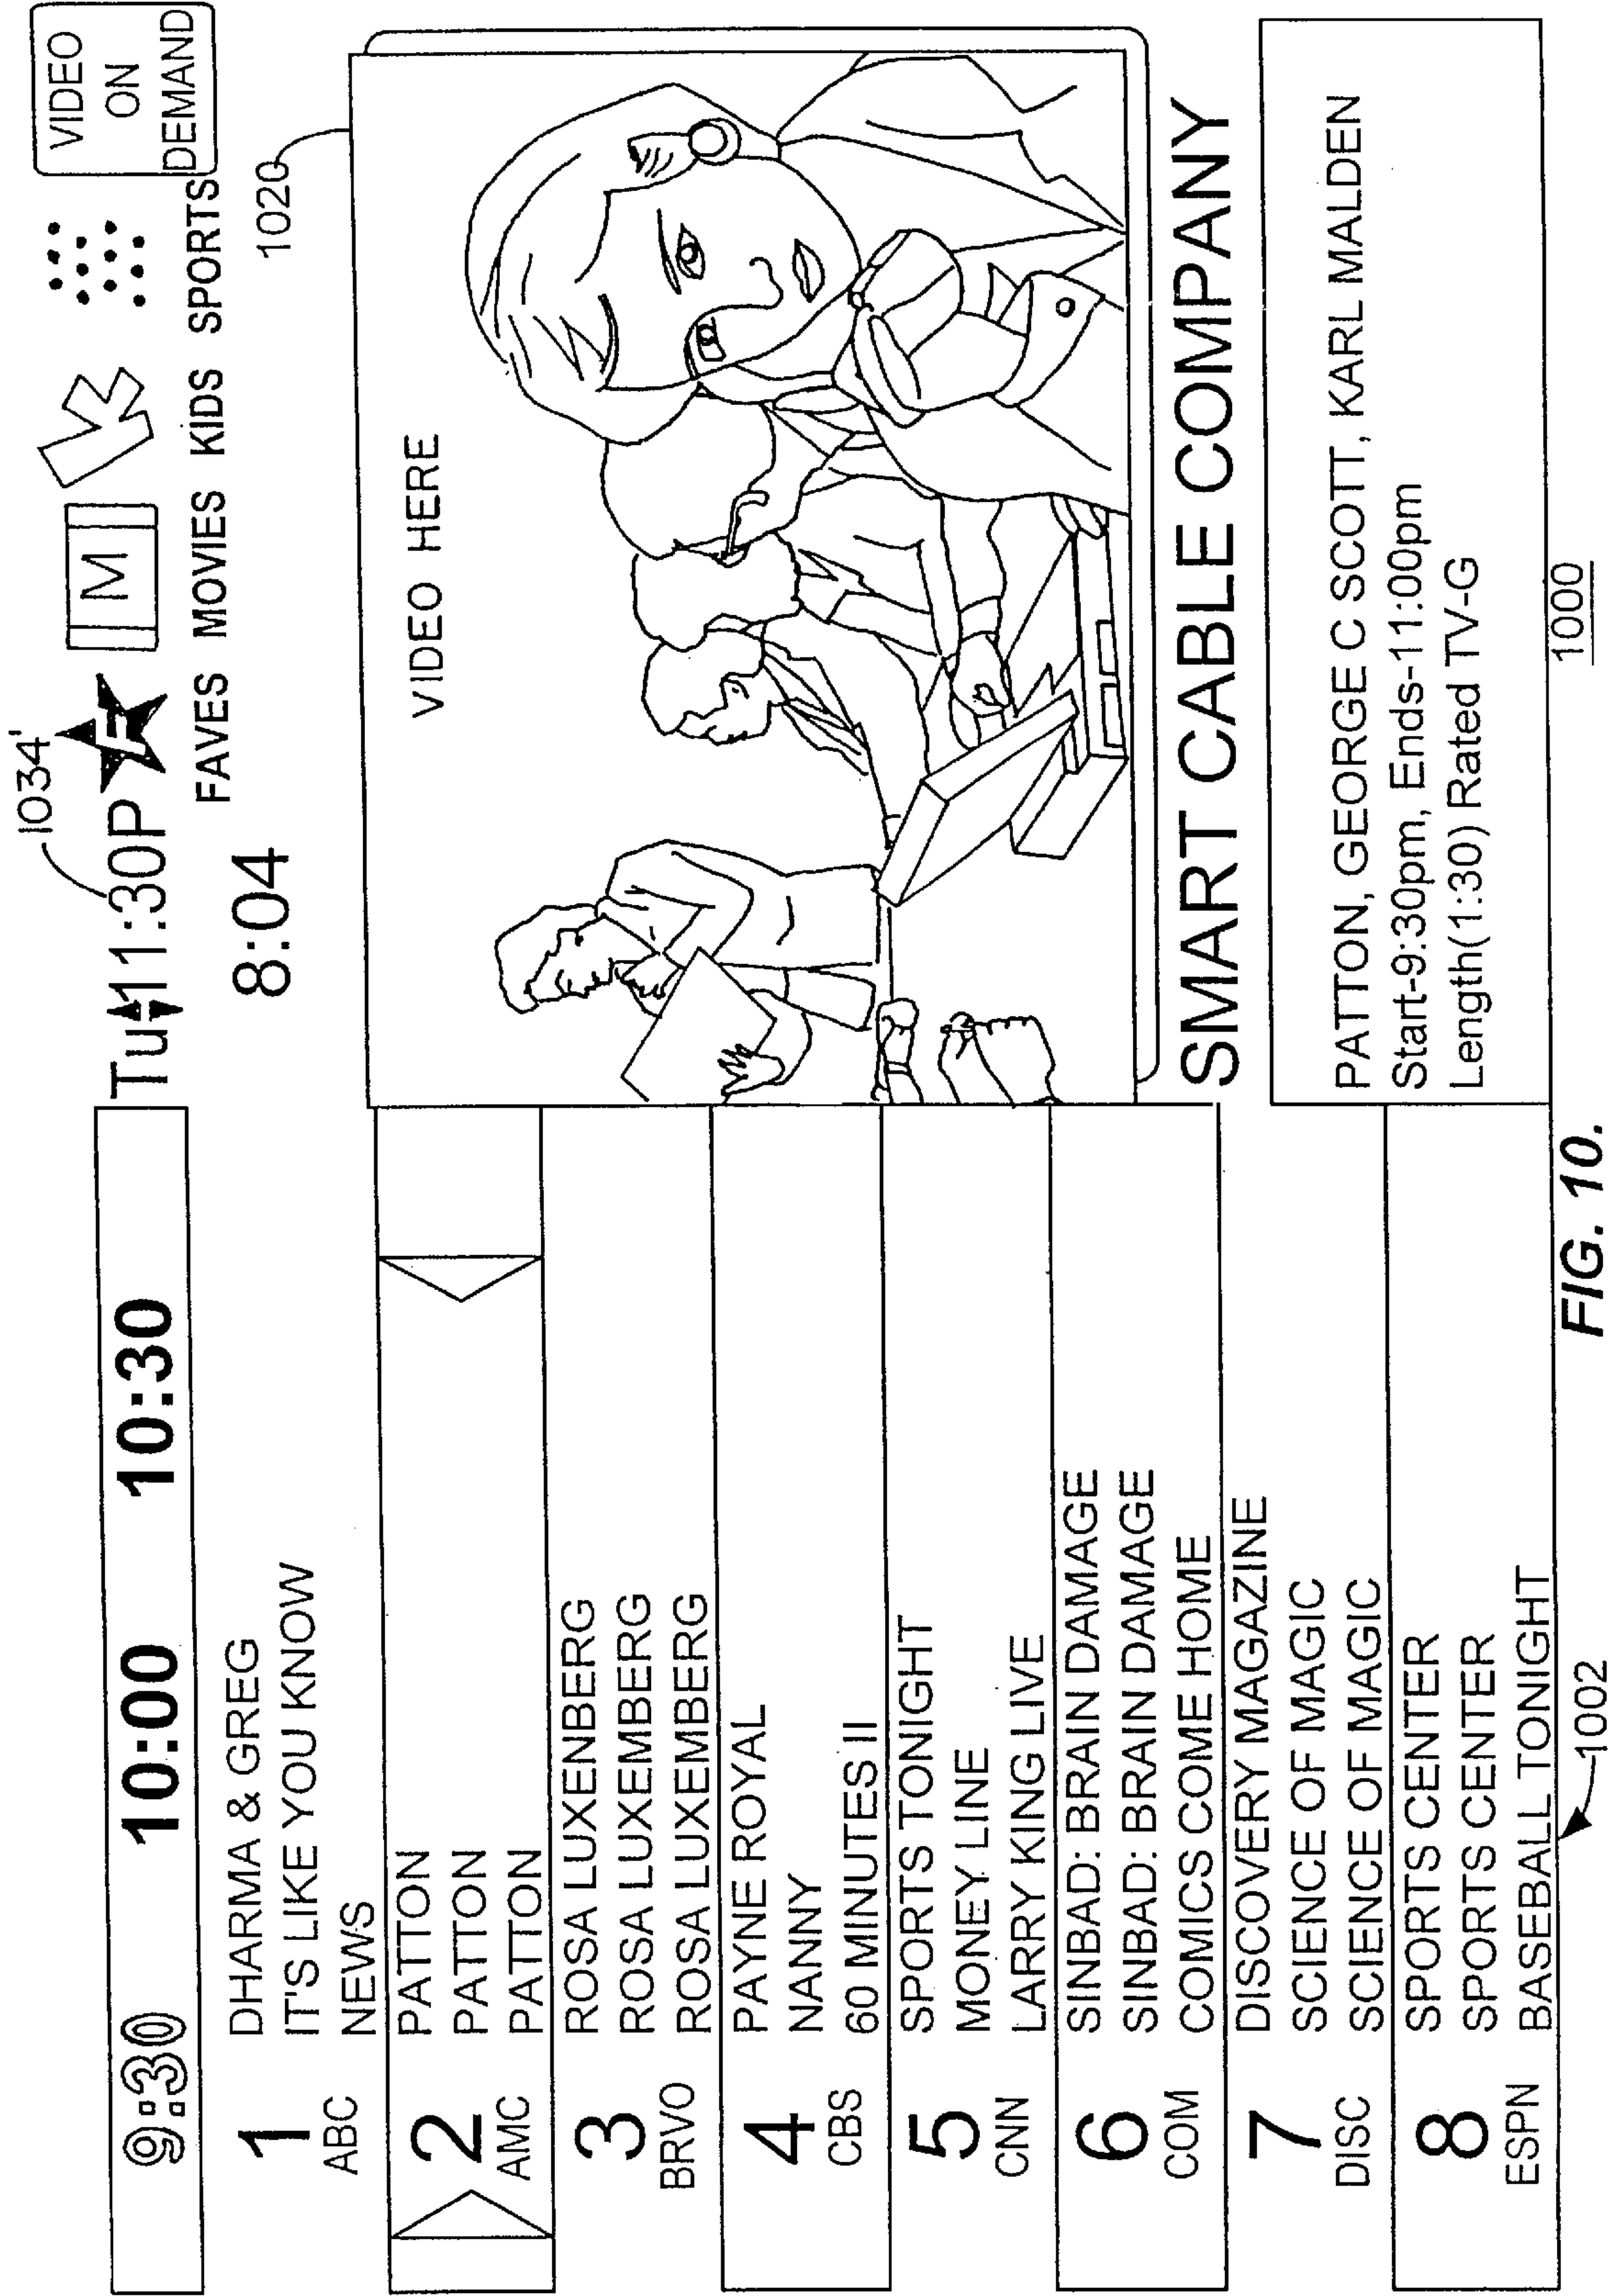 9:30 10:00 10:30
1
ABC
DHARMA & GREG
IT'S LIKE YOU KNOW
NEWS
2
AMC
PATTON
PATTON
PATTON
3
BRVO
ROSA LUXENBERG
ROSA LUXEMBERG
ROSA LUXEMBERG
4
CBS
PAYNE ROYAL
NANNY
60 MINUTES II
5
CNN
SPORTS TONIGHT
MONEY LINE
LARRY KING LIVE
6
COM
SINBAD: BRAIN DAMAGE
SINBAD: BRAIN DAMAGE
COMICS COME HOME
7
DISC
DISCOVERY MAGAZINE
SCIENCE OF MAGIC
SCIENCE OF MAGIC
8
ESPN
SPORTS CENTER
SPORTS CENTER
BASEBALL TONIGHT
1002
1034'
Tu 11:30P
F
M
K
VIDEO
ON
DEMAND
FAVES MOVIES KIDS SPORTS
8:04
1020
VIDEO HERE
SMART CABLE COMPANY
PATTON, GEORGE C SCOTT, KARL MALDEN
Start-9:30pm, Ends-11:00pm
Length(1:30) Rated TV-G
1000
FIG. 10.